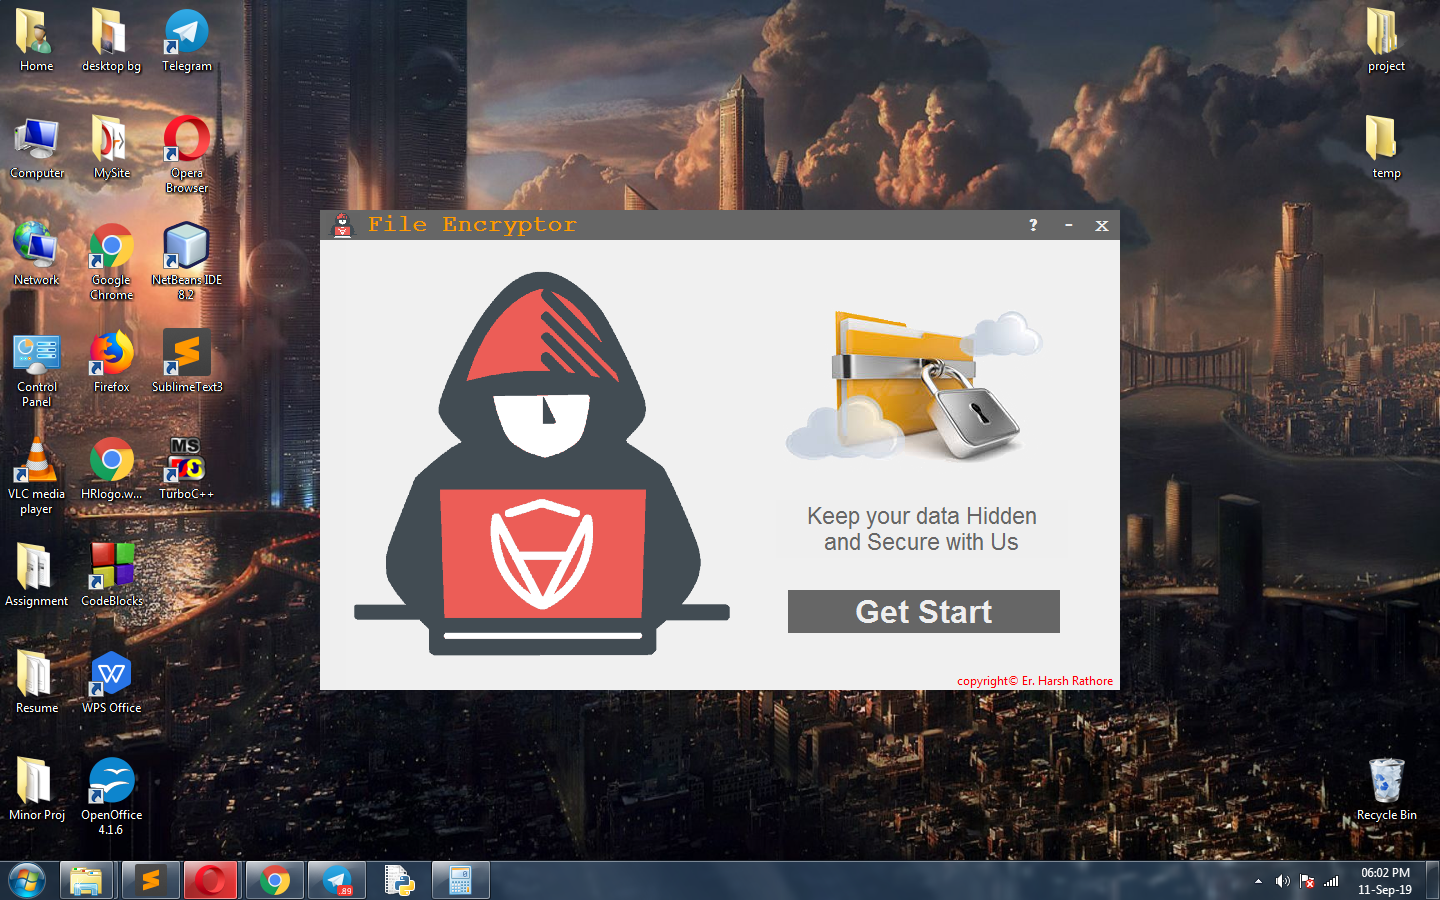 Home
desktop bg
Telegram
project
Computer
MySite
Opera
Browser
temp
File Encryptor
? - x
Network
Google
Chrome
NetBeans IDE
8.2
Control
Panel
Firefox
SublimeText3
VLC media
player
HRlogo.w...
MS
TurboC++
Keep your data Hidden
and Secure with Us
Get Start
Assignment
CodeBlocks
copyright© Er. Harsh Rathore
Resume
WPS Office
Minor Proj
OpenOffice
4.1.6
Recycle Bin
89
06:02 PM
11-Sep-19